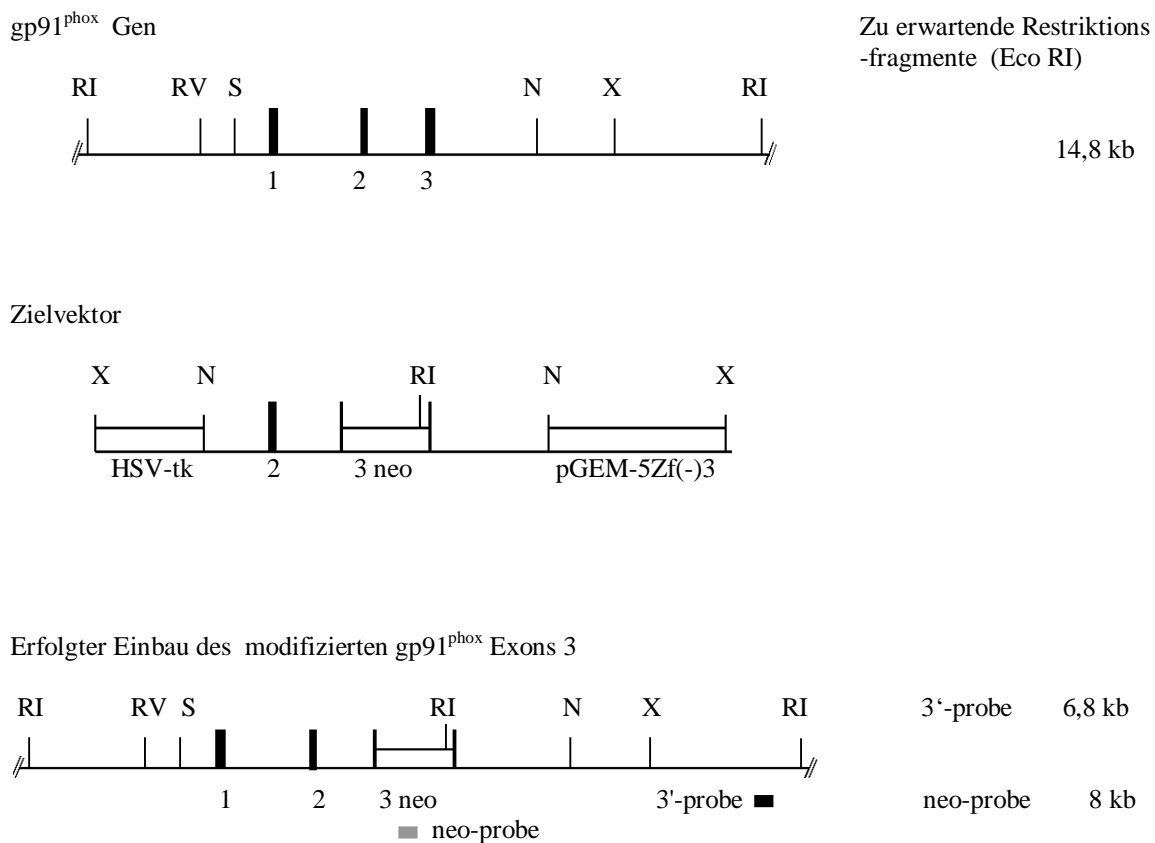 gp91phox Gen
Zu erwartende Restriktions
-fragmente (Eco RI)
RI RV S N X RI
14,8 kb
1 2 3
Zielvektor
X N RI N X
HSV-tk 2 3 neo pGEM-5Zf(-)3
Erfolgter Einbau des modifizierten gp91phox Exons 3
RI RV S RI N X RI 3‘-probe 6,8 kb
1 2 3 neo 3'-probe neo-probe 8 kb
neo-probe